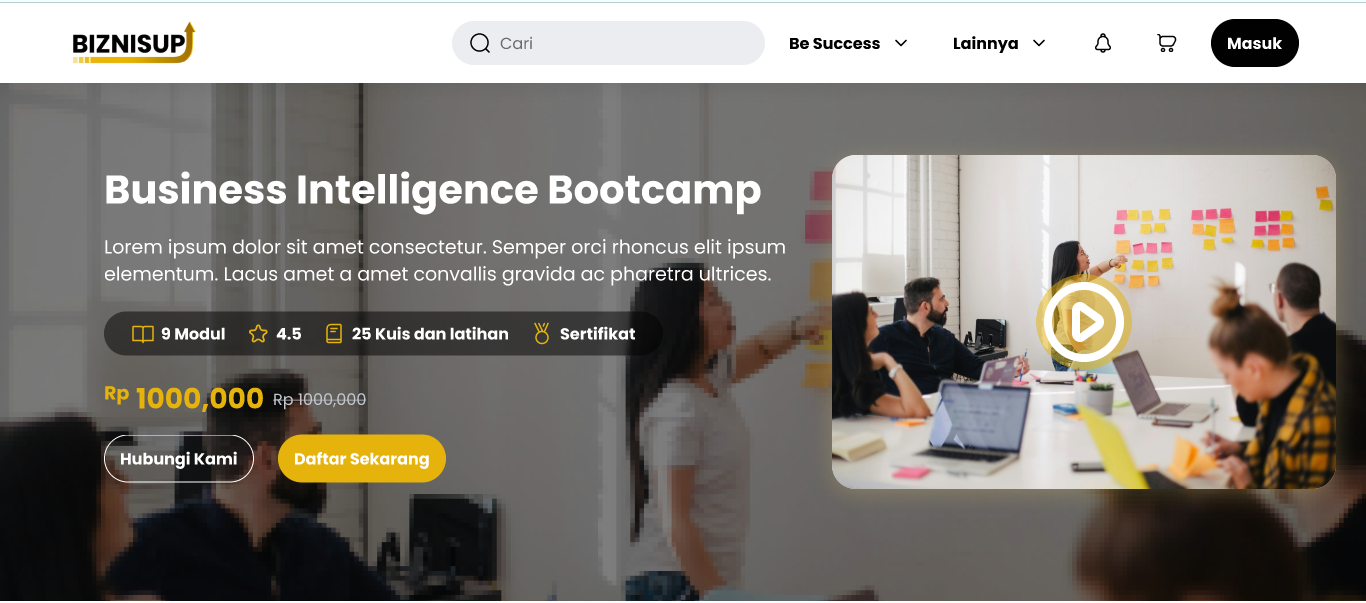 BIZNISUP
Cari
Be Success
Lainnya
Masuk
Business Intelligence Bootcamp
Lorem ipsum dolor sit amet consectetur. Semper orci rhoncus elit ipsum
elementum. Lacus amet a amet convallis gravida ac pharetra ultrices.
9 Modul
4.5
25 Kuis dan latihan
Sertifikat
Rp 1000,000 Rp 1000,000
Hubungi Kami
Daftar Sekarang